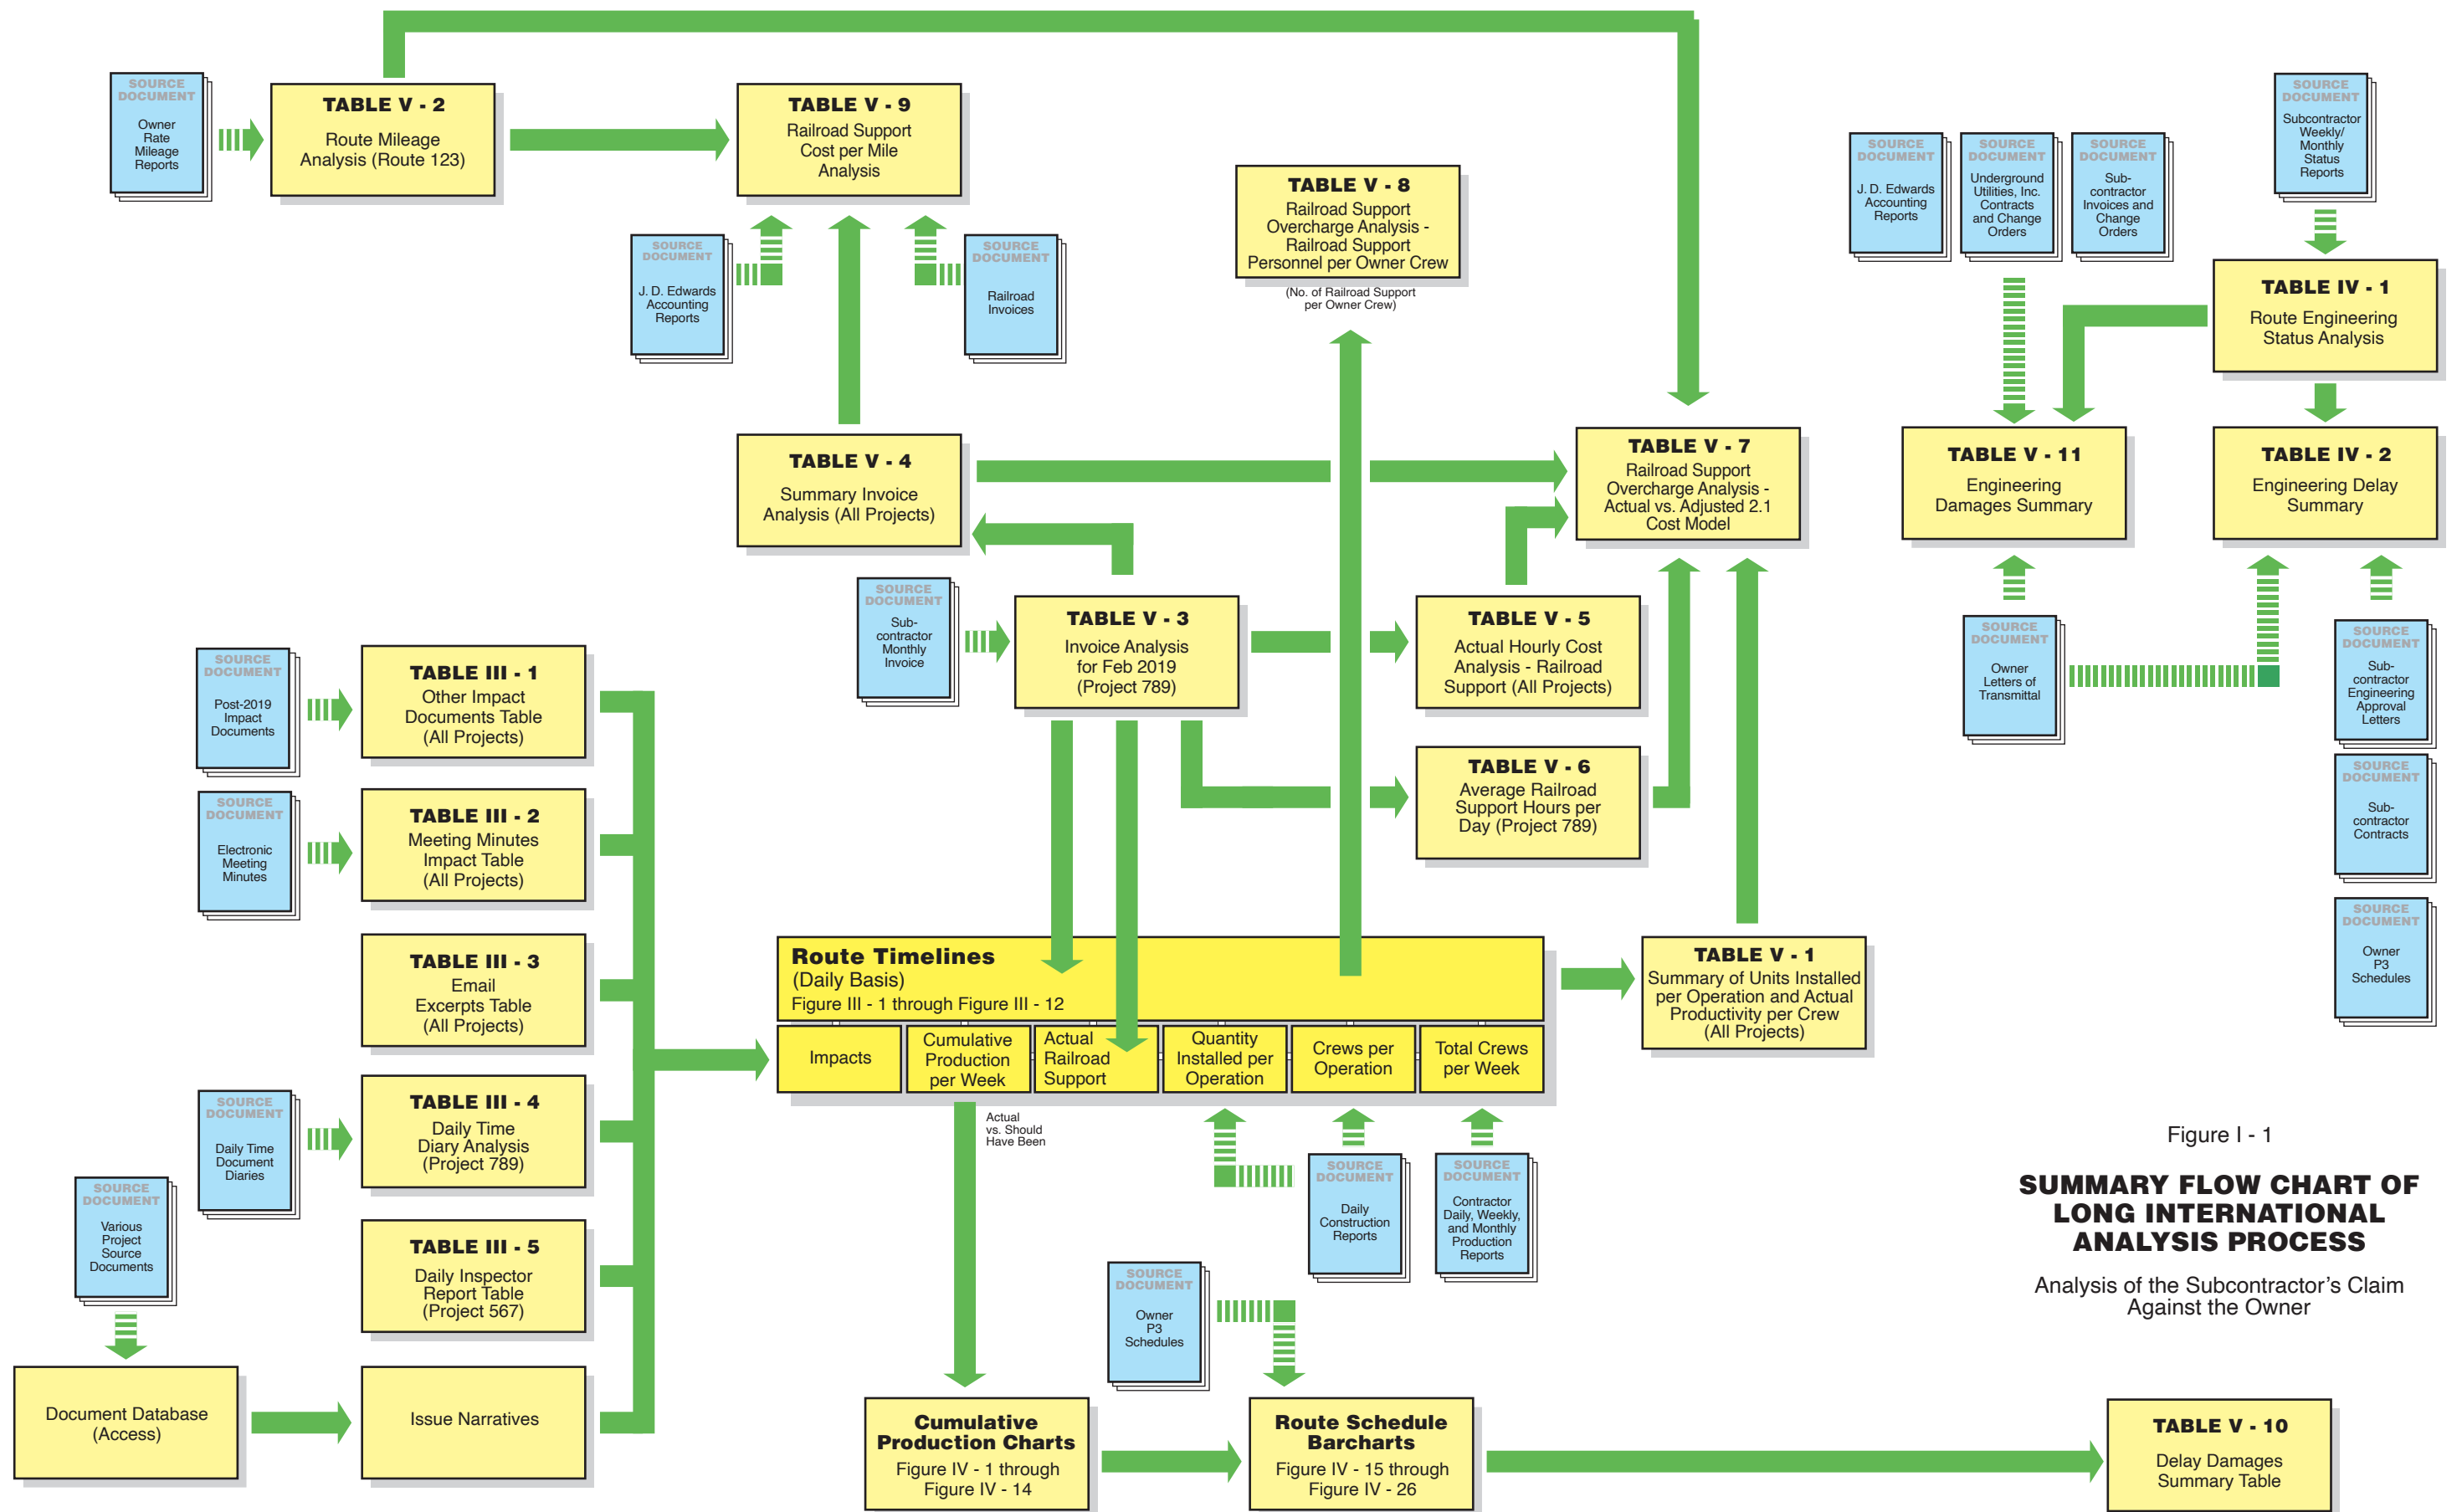 SOURCE
DOCUMENT
Owner
Rate
Mileage
Reports
TABLE V - 2
Route Mileage
Analysis (Route 123)
TABLE V - 9
Railroad Support
Cost per Mile
Analysis
SOURCE
DOCUMENT
J. D. Edwards
Accounting
Reports
SOURCE
DOCUMENT
Railroad
Invoices
TABLE V - 8
Railroad Support
Overcharge Analysis -
Railroad Support
Personnel per Owner Crew
(No. of Railroad Support
per Owner Crew)
SOURCE
DOCUMENT
J. D. Edwards
Accounting
Reports
SOURCE
DOCUMENT
Underground
Utilities, Inc.
Contracts
and Change
Orders
SOURCE
DOCUMENT
Sub-
contractor
Invoices and
Change
Orders
SOURCE
DOCUMENT
Subcontractor
Weekly/
Monthly
Status
Reports
TABLE IV - 1
Route Engineering
Status Analysis
TABLE V - 4
Summary Invoice
Analysis (All Projects)
TABLE V - 7
Railroad Support
Overcharge Analysis -
Actual vs. Adjusted 2.1
Cost Model
TABLE V - 11
Engineering
Damages Summary
TABLE IV - 2
Engineering Delay
Summary
SOURCE
DOCUMENT
Sub-
contractor
Monthly
Invoice
TABLE V - 3
Invoice Analysis
for Feb 2019
(Project 789)
TABLE V - 5
Actual Hourly Cost
Analysis - Railroad
Support (All Projects)
TABLE V - 6
Average Railroad
Support Hours per
Day (Project 789)
SOURCE
DOCUMENT
Owner
Letters of
Transmittal
SOURCE
DOCUMENT
Sub-
contractor
Engineering
Approval
Letters
SOURCE
DOCUMENT
Sub-
contractor
Contracts
SOURCE
DOCUMENT
Owner
P3
Schedules
SOURCE
DOCUMENT
Post-2019
Impact
Documents
TABLE III - 1
Other Impact
Documents Table
(All Projects)
SOURCE
DOCUMENT
Electronic
Meeting
Minutes
TABLE III - 2
Meeting Minutes
Impact Table
(All Projects)
TABLE III - 3
Email
Excerpts Table
(All Projects)
SOURCE
DOCUMENT
Daily Time
Document
Diaries
TABLE III - 4
Daily Time
Diary Analysis
(Project 789)
TABLE III - 5
Daily Inspector
Report Table
(Project 567)
SOURCE
DOCUMENT
Various
Project
Source
Documents
Document Database
(Access)
Issue Narratives
Route Timelines
(Daily Basis)
Figure III - 1 through Figure III - 12
Impacts
Cumulative
Production
per Week
Actual
Railroad
Support
Quantity
Installed per
Operation
Crews per
Operation
Total Crews
per Week
TABLE V - 1
Summary of Units Installed
per Operation and Actual
Productivity per Crew
(All Projects)
Actual
vs. Should
Have Been
SOURCE
DOCUMENT
Daily
Construction
Reports
SOURCE
DOCUMENT
Contractor
Daily, Weekly,
and Monthly
Production
Reports
SOURCE
DOCUMENT
Owner
P3
Schedules
Cumulative
Production Charts
Figure IV - 1 through
Figure IV - 14
Route Schedule
Barcharts
Figure IV - 15 through
Figure IV - 26
TABLE V - 10
Delay Damages
Summary Table
Figure I - 1
SUMMARY FLOW CHART OF
LONG INTERNATIONAL
ANALYSIS PROCESS
Analysis of the Subcontractor's Claim
Against the Owner